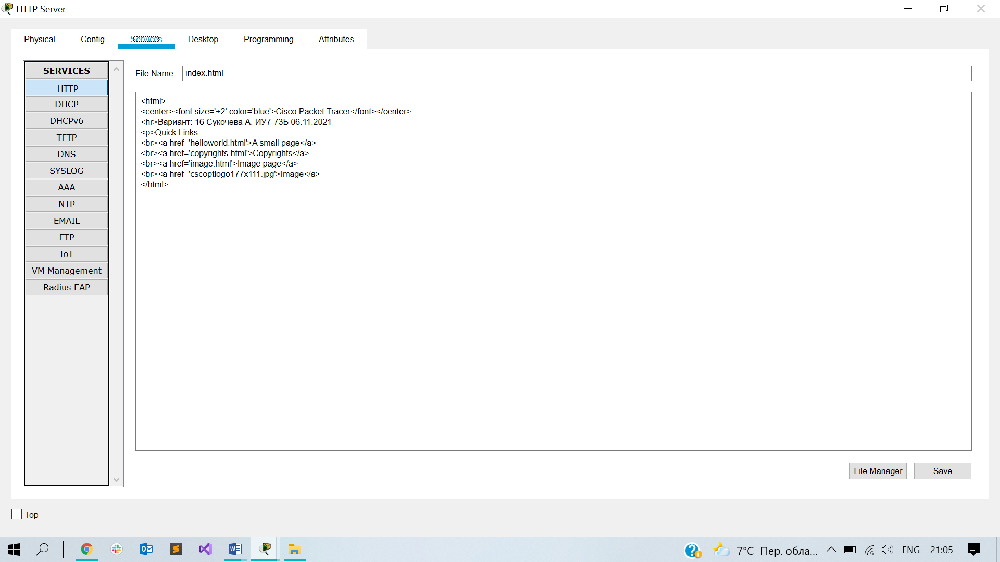 HTTP Server
Physical Config Services Desktop Programming Attributes
SERVICES
HTTP
DHCP
DHCPv6
TFTP
DNS
SYSLOG
AAA
NTP
EMAIL
FTP
IoT
VM Management
Radius EAP
File Name: index.html
<html>
<center><font size='+2' color='blue'>Cisco Packet Tracer</font></center>
<hr>Вариант: 16 Сукочева А. ИУ7-73Б 06.11.2021
<p>Quick Links:
<br><a href='helloworld.html'>A small page</a>
<br><a href='copyrights.html'>Copyrights</a>
<br><a href='image.html'>Image page</a>
<br><a href='cscoptlogo177x111.jpg'>Image</a>
</html>
File Manager Save
Top
7°C Пер. обла... ENG 21:05